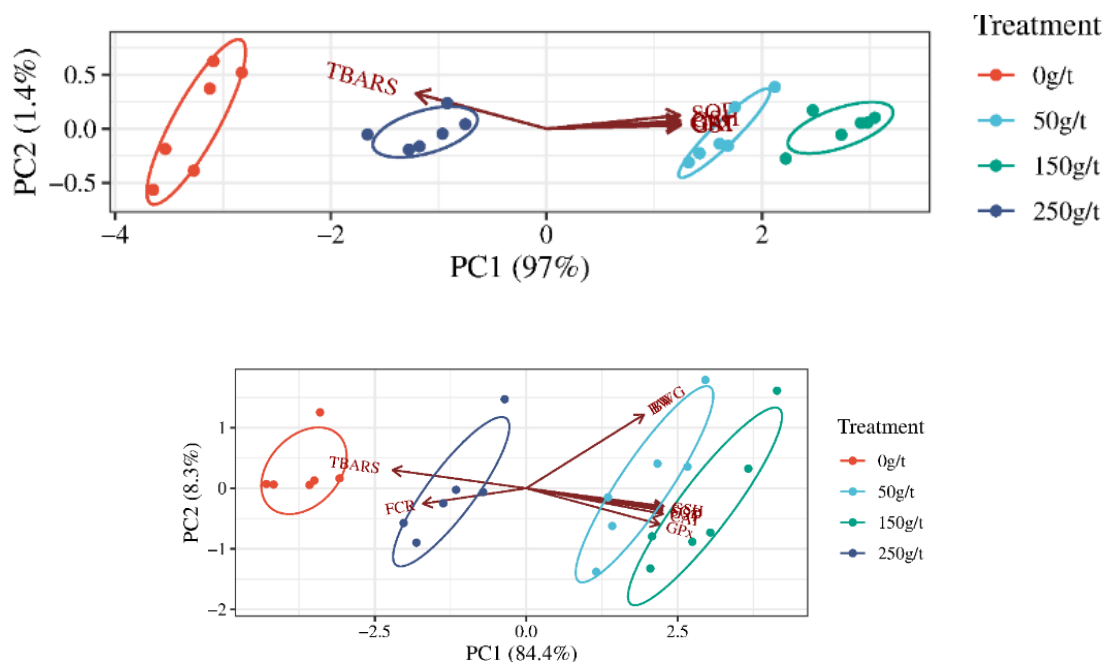 Treatment
0g/t
50g/t
150g/t
250g/t
PC2 (1.4%)
0.5
0.0
−0.5
TBARS
−4
−2
0
2
PC1 (97%)
PC2 (8.3%)
1
0
−1
−2
TBARS
FCR
GPx
−2.5
0.0
2.5
PC1 (84.4%)
Treatment
0g/t
50g/t
150g/t
250g/t